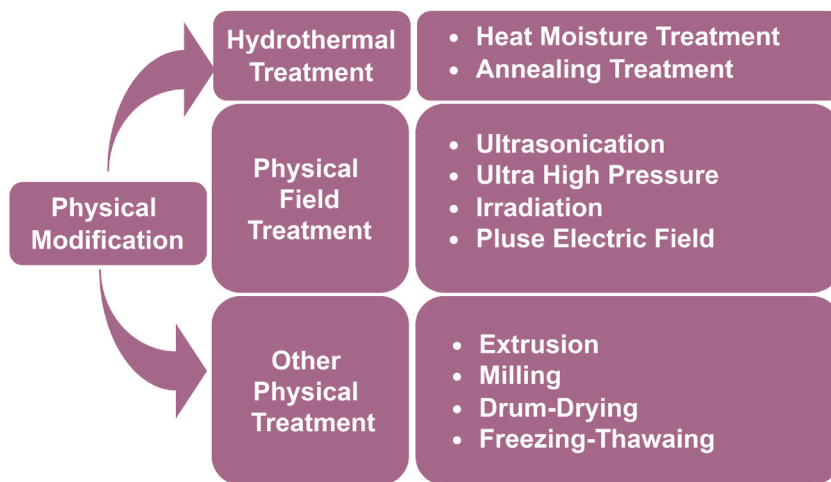 Physical
Modification
Hydrothermal
Treatment
• Heat Moisture Treatment
• Annealing Treatment
Physical
Field
Treatment
• Ultrasonication
• Ultra High Pressure
• Irradiation
• Pluse Electric Field
Other
Physical
Treatment
• Extrusion
• Milling
• Drum-Drying
• Freezing-Thawaing